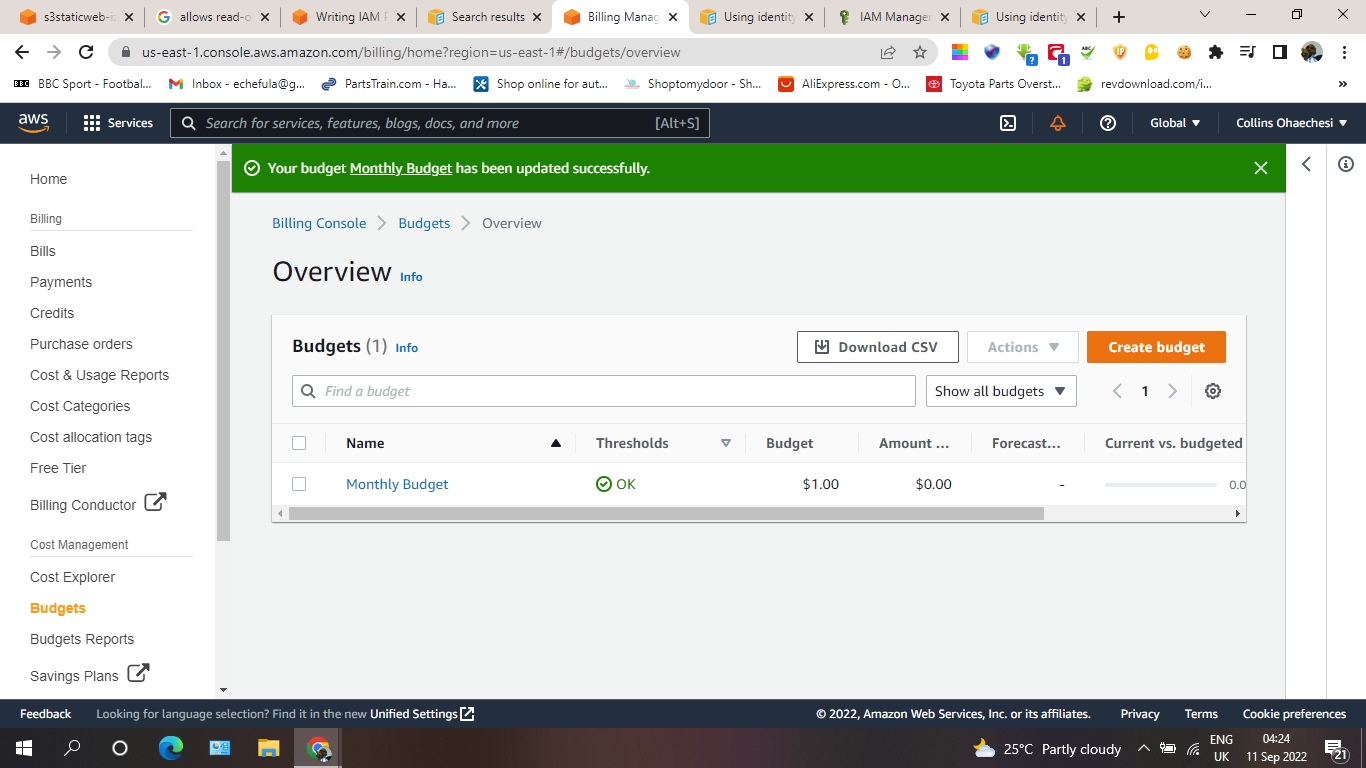 s3staticweb-i
allows read-o
Writing IAM P
Search results
Billing Manag
Using identity
IAM Manager
Using identity
us-east-1.console.aws.amazon.com/billing/home?region=us-east-1#/budgets/overview
BBC BBC Sport - Footbal...
Inbox - echefula@g...
PartsTrain.com - Ha...
Shop online for aut...
Shoptomydoor - Sh...
AliExpress.com - O...
Toyota Parts Overst...
revdownload.com/i...
aws
Services
Search for services, features, blogs, docs, and more [Alt+S]
Global
Collins Ohaechesi
Home
Billing
Bills
Payments
Credits
Purchase orders
Cost & Usage Reports
Cost Categories
Cost allocation tags
Free Tier
Billing Conductor
Cost Management
Cost Explorer
Budgets
Budgets Reports
Savings Plans
Your budget Monthly Budget has been updated successfully.
Billing Console > Budgets > Overview
Overview Info
Budgets (1) Info
Download CSV
Actions
Create budget
Find a budget
Show all budgets
1
Name Thresholds Budget Amount ... Forecast... Current vs. budgeted
Monthly Budget OK $1.00 $0.00 - 0.0
Feedback
Looking for language selection? Find it in the new Unified Settings
© 2022, Amazon Web Services, Inc. or its affiliates.
Privacy
Terms
Cookie preferences
25°C Partly cloudy
ENG
UK
04:24
11 Sep 2022
21